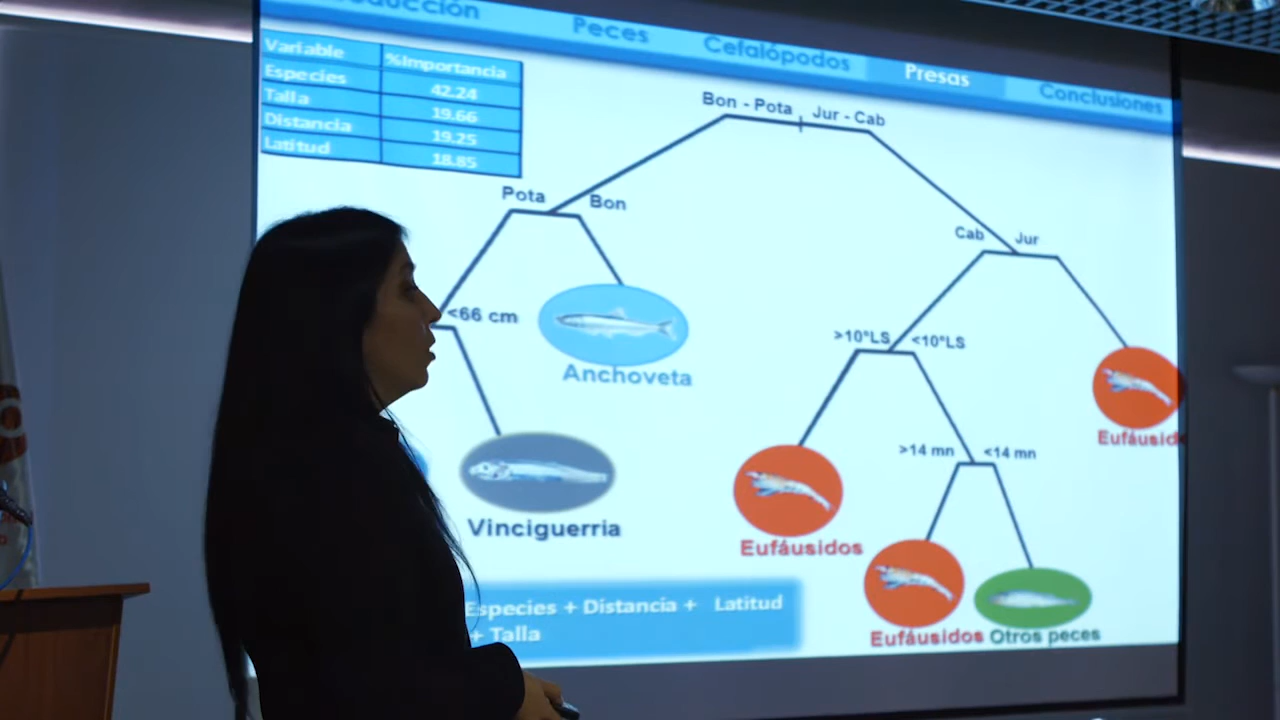 Peces
Cefalópodos
Presas
Conclusiones
Variable %Importancia
Especies 42.24
Talla 19.66
Distancia 19.25
Latitud 18.85
Bon - Pota Jur - Cab
Pota Bon
Cab Jur
<66 cm
>10°LS <10°LS
Anchoveta
>14 mn <14 mn
Vinciguerria
Eufáusidos
Eufáusidos
Otros peces
Especies + Distancia + Latitud
+ Talla